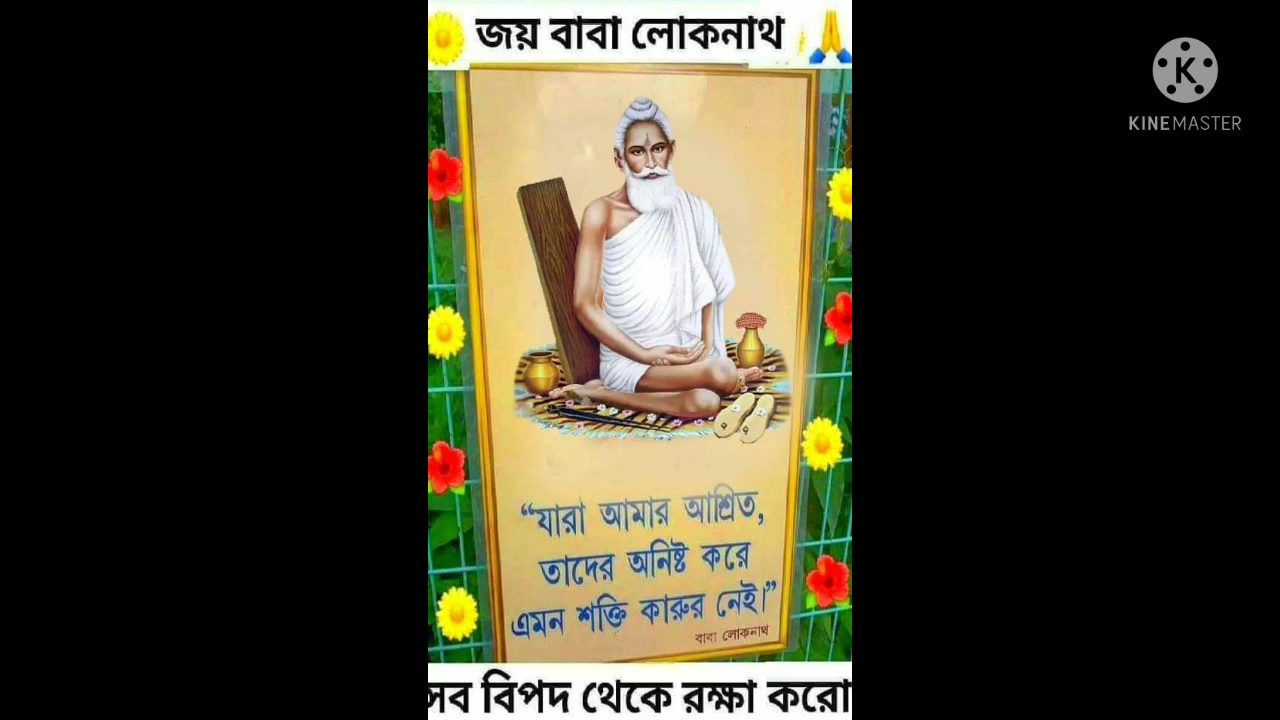 জয় বাবা লোকনাথ
KINEMASTER
“যারা আমার আশ্রিত,
তাদের অনিষ্ট করে
এমন শক্তি কারুর নেই।”
বাবা লোকনাথ
সব বিপদ থেকে রক্ষা করো